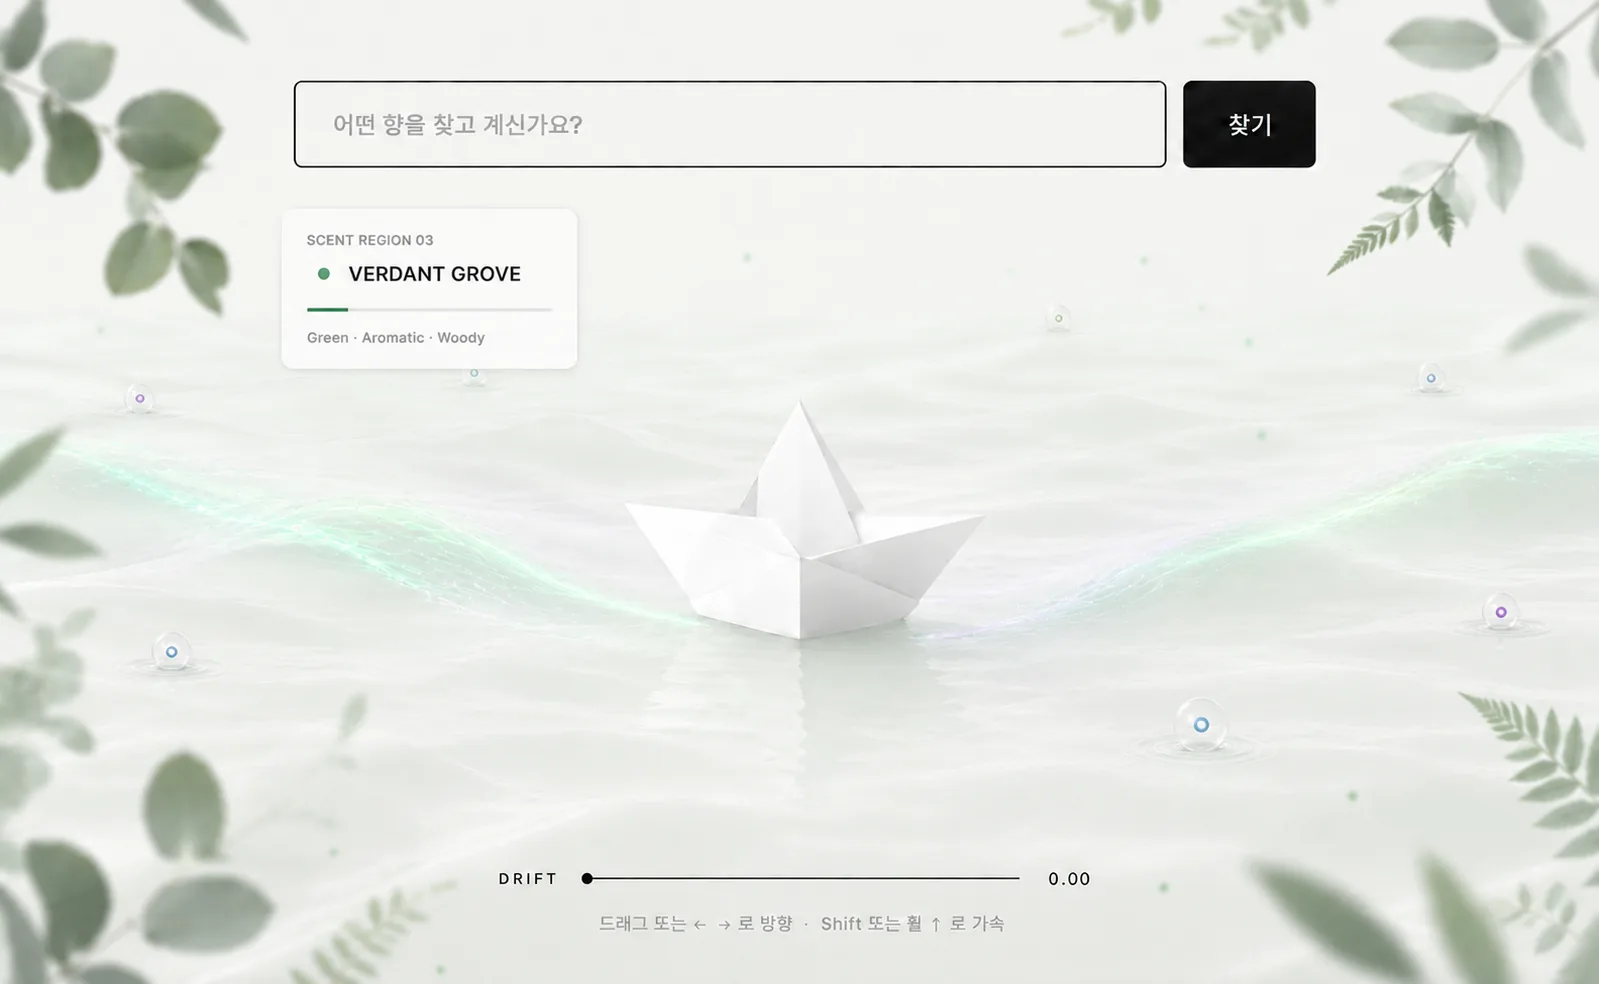 어떤 향을 찾고 계신가요?
찾기
SCENT REGION 03
VERDANT GROVE
Green · Aromatic · Woody
DRIFT
0.00
드래그 또는 ← → 로 방향 · Shift 또는 휠 ↑ 로 가속